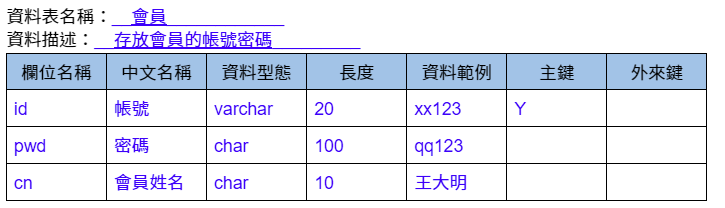 資料表名稱：會員
資料描述：存放會員的帳號密碼
欄位名稱 中文名稱 資料型態 長度 資料範例 主鍵 外來鍵
id 帳號 varchar 20 xx123 Y
pwd 密碼 char 100 qq123
cn 會員姓名 char 10 王大明